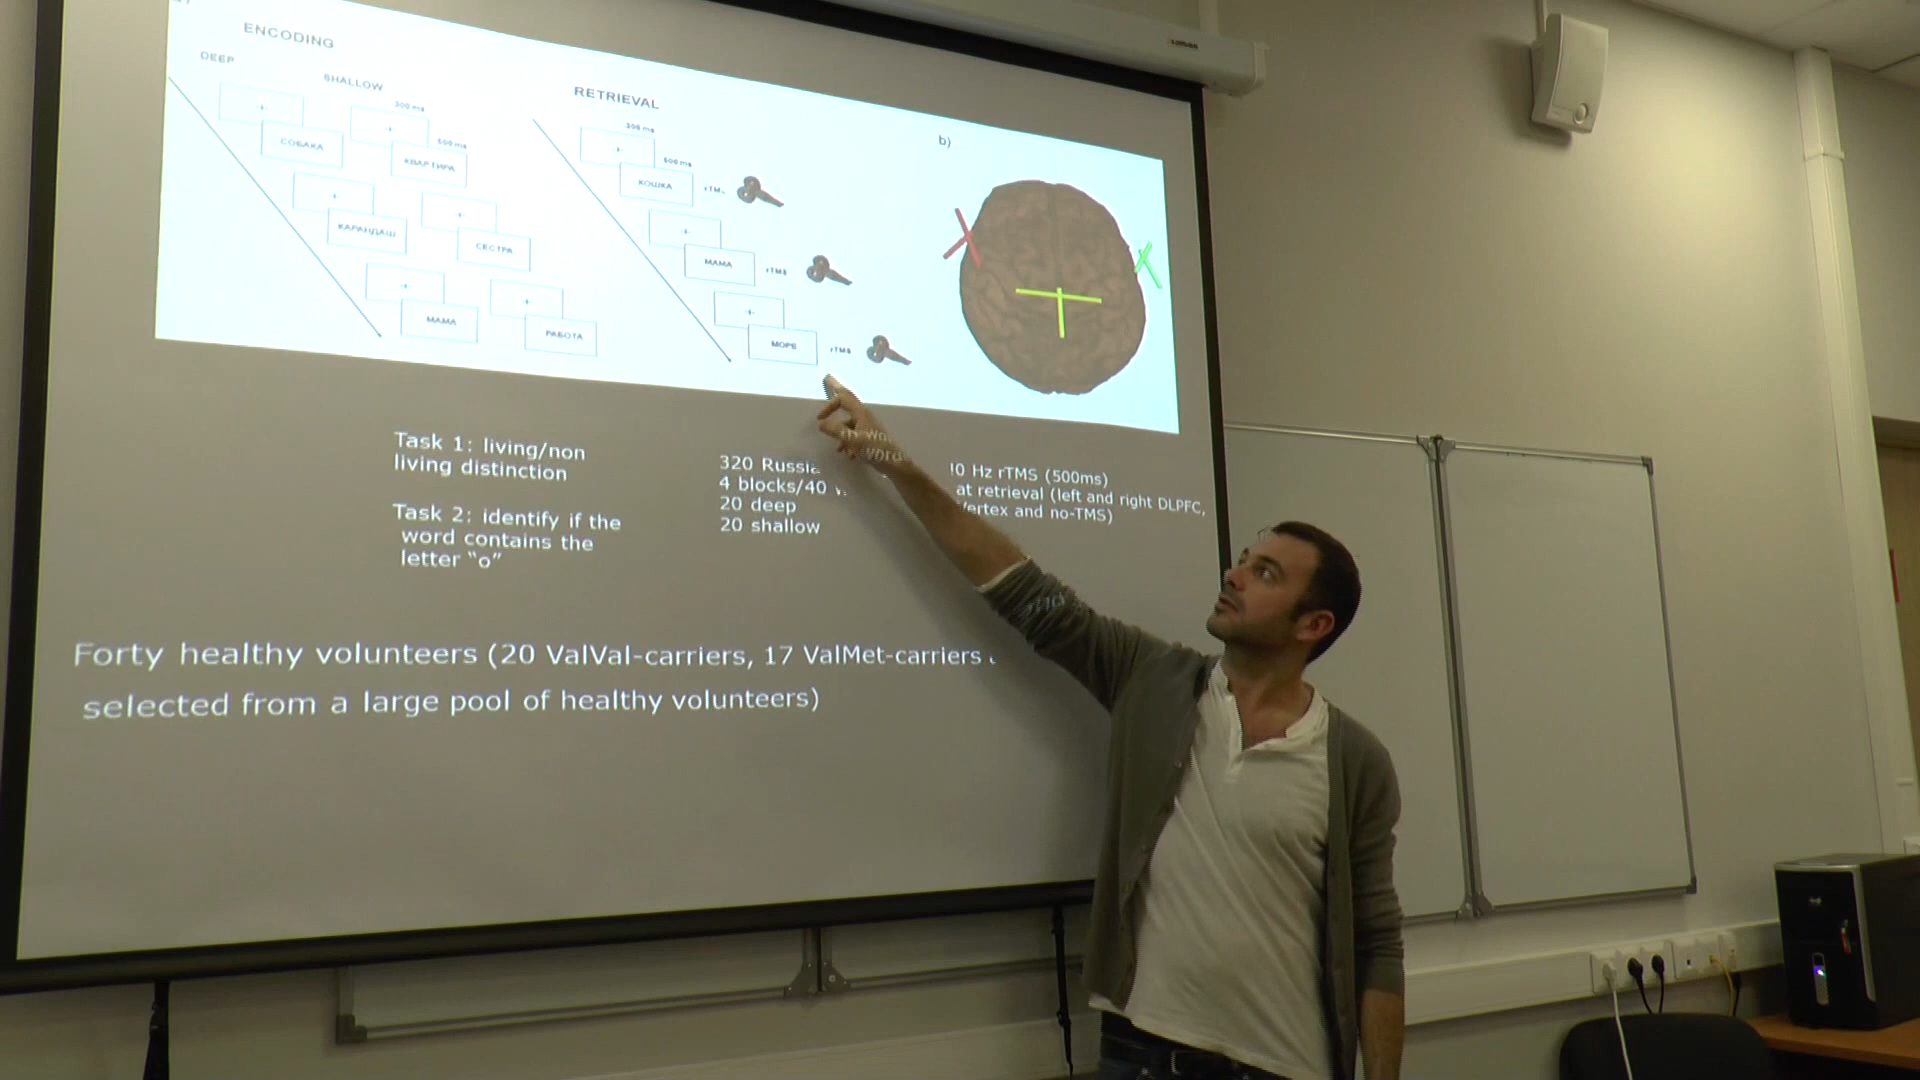 ENCODING
DEEP
SHALLOW
300 ms
500 ms
СОБАКА
КВАРТИРА
КАРАНДАШ
СЕСТРА
МАМА
РАБОТА
RETRIEVAL
300 ms
500 ms
КОШКА
МАМА
rTMS
МОРЕ
rTMS
b)
Task 1: living/non
living distinction
Task 2: identify if the
word contains the
letter “o”
320
4 blocks/40
20 deep
20 shallow
Hz rTMS (500ms)
at retrieval (left and right DLPFC,
and no-TMS)
Forty healthy volunteers (20 ValVal-carriers, 17 ValMet-carriers
selected from a large pool of healthy volunteers)